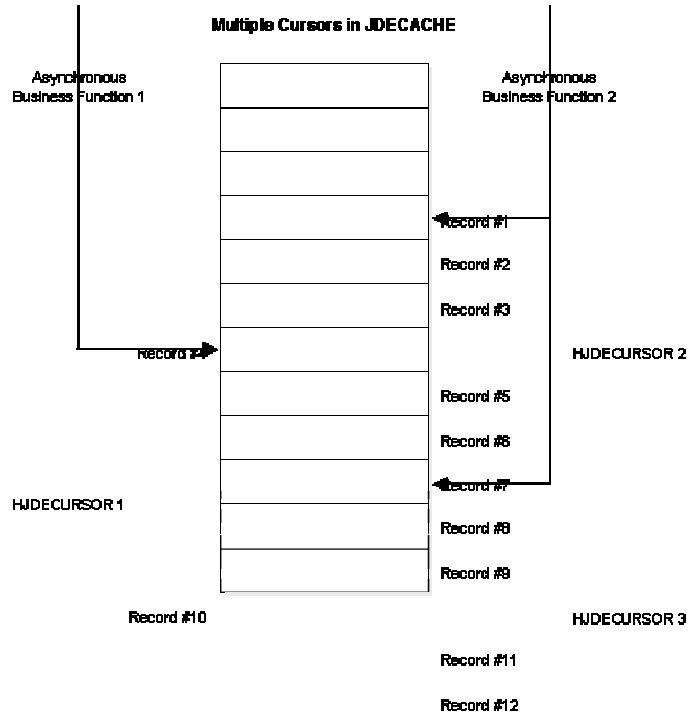 Multiple Cursors in JDECACHE
Asynchronous
Business Function 1
Asynchronous
Business Function 2
Record #1
Record #2
Record #3
Record #4
HJDECURSOR 2
Record #5
Record #6
Record #7
HJDECURSOR 1
Record #8
Record #9
Record #10
HJDECURSOR 3
Record #11
Record #12